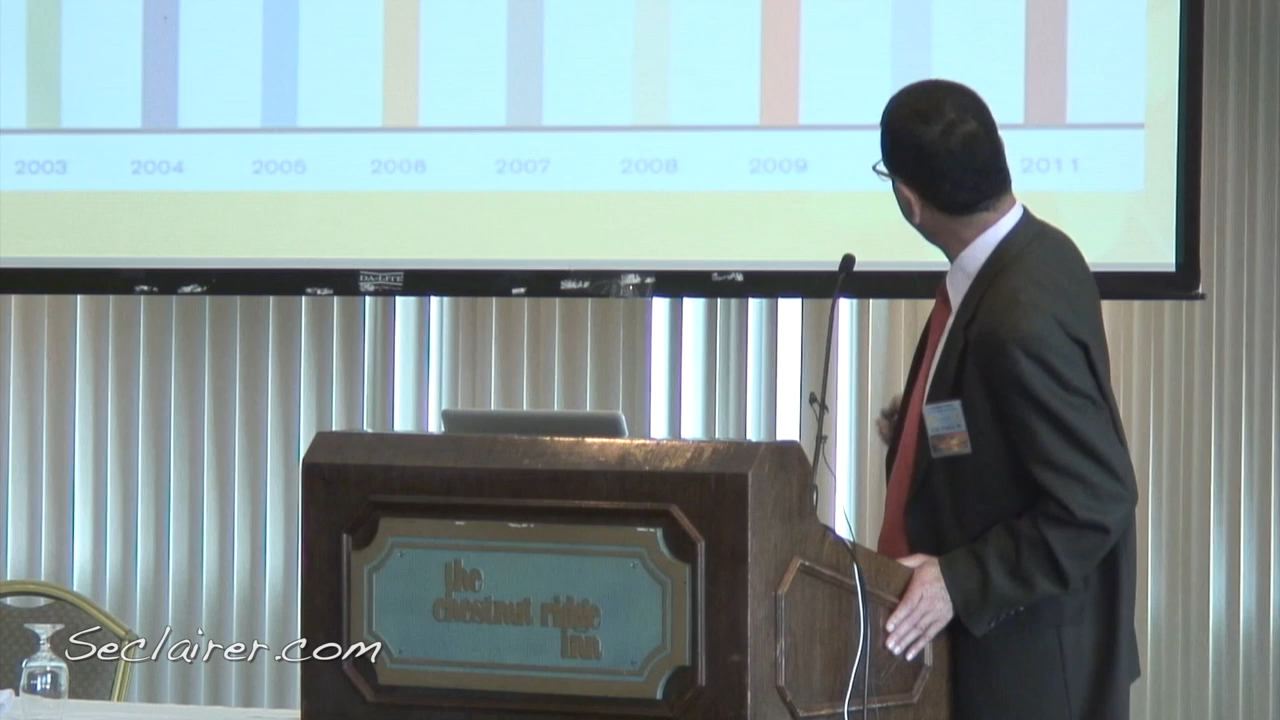 2003 2004 2005 2006 2007 2008 2009 2011
DA-LITE
the
chestnut ridge
inn
Seclairer.com